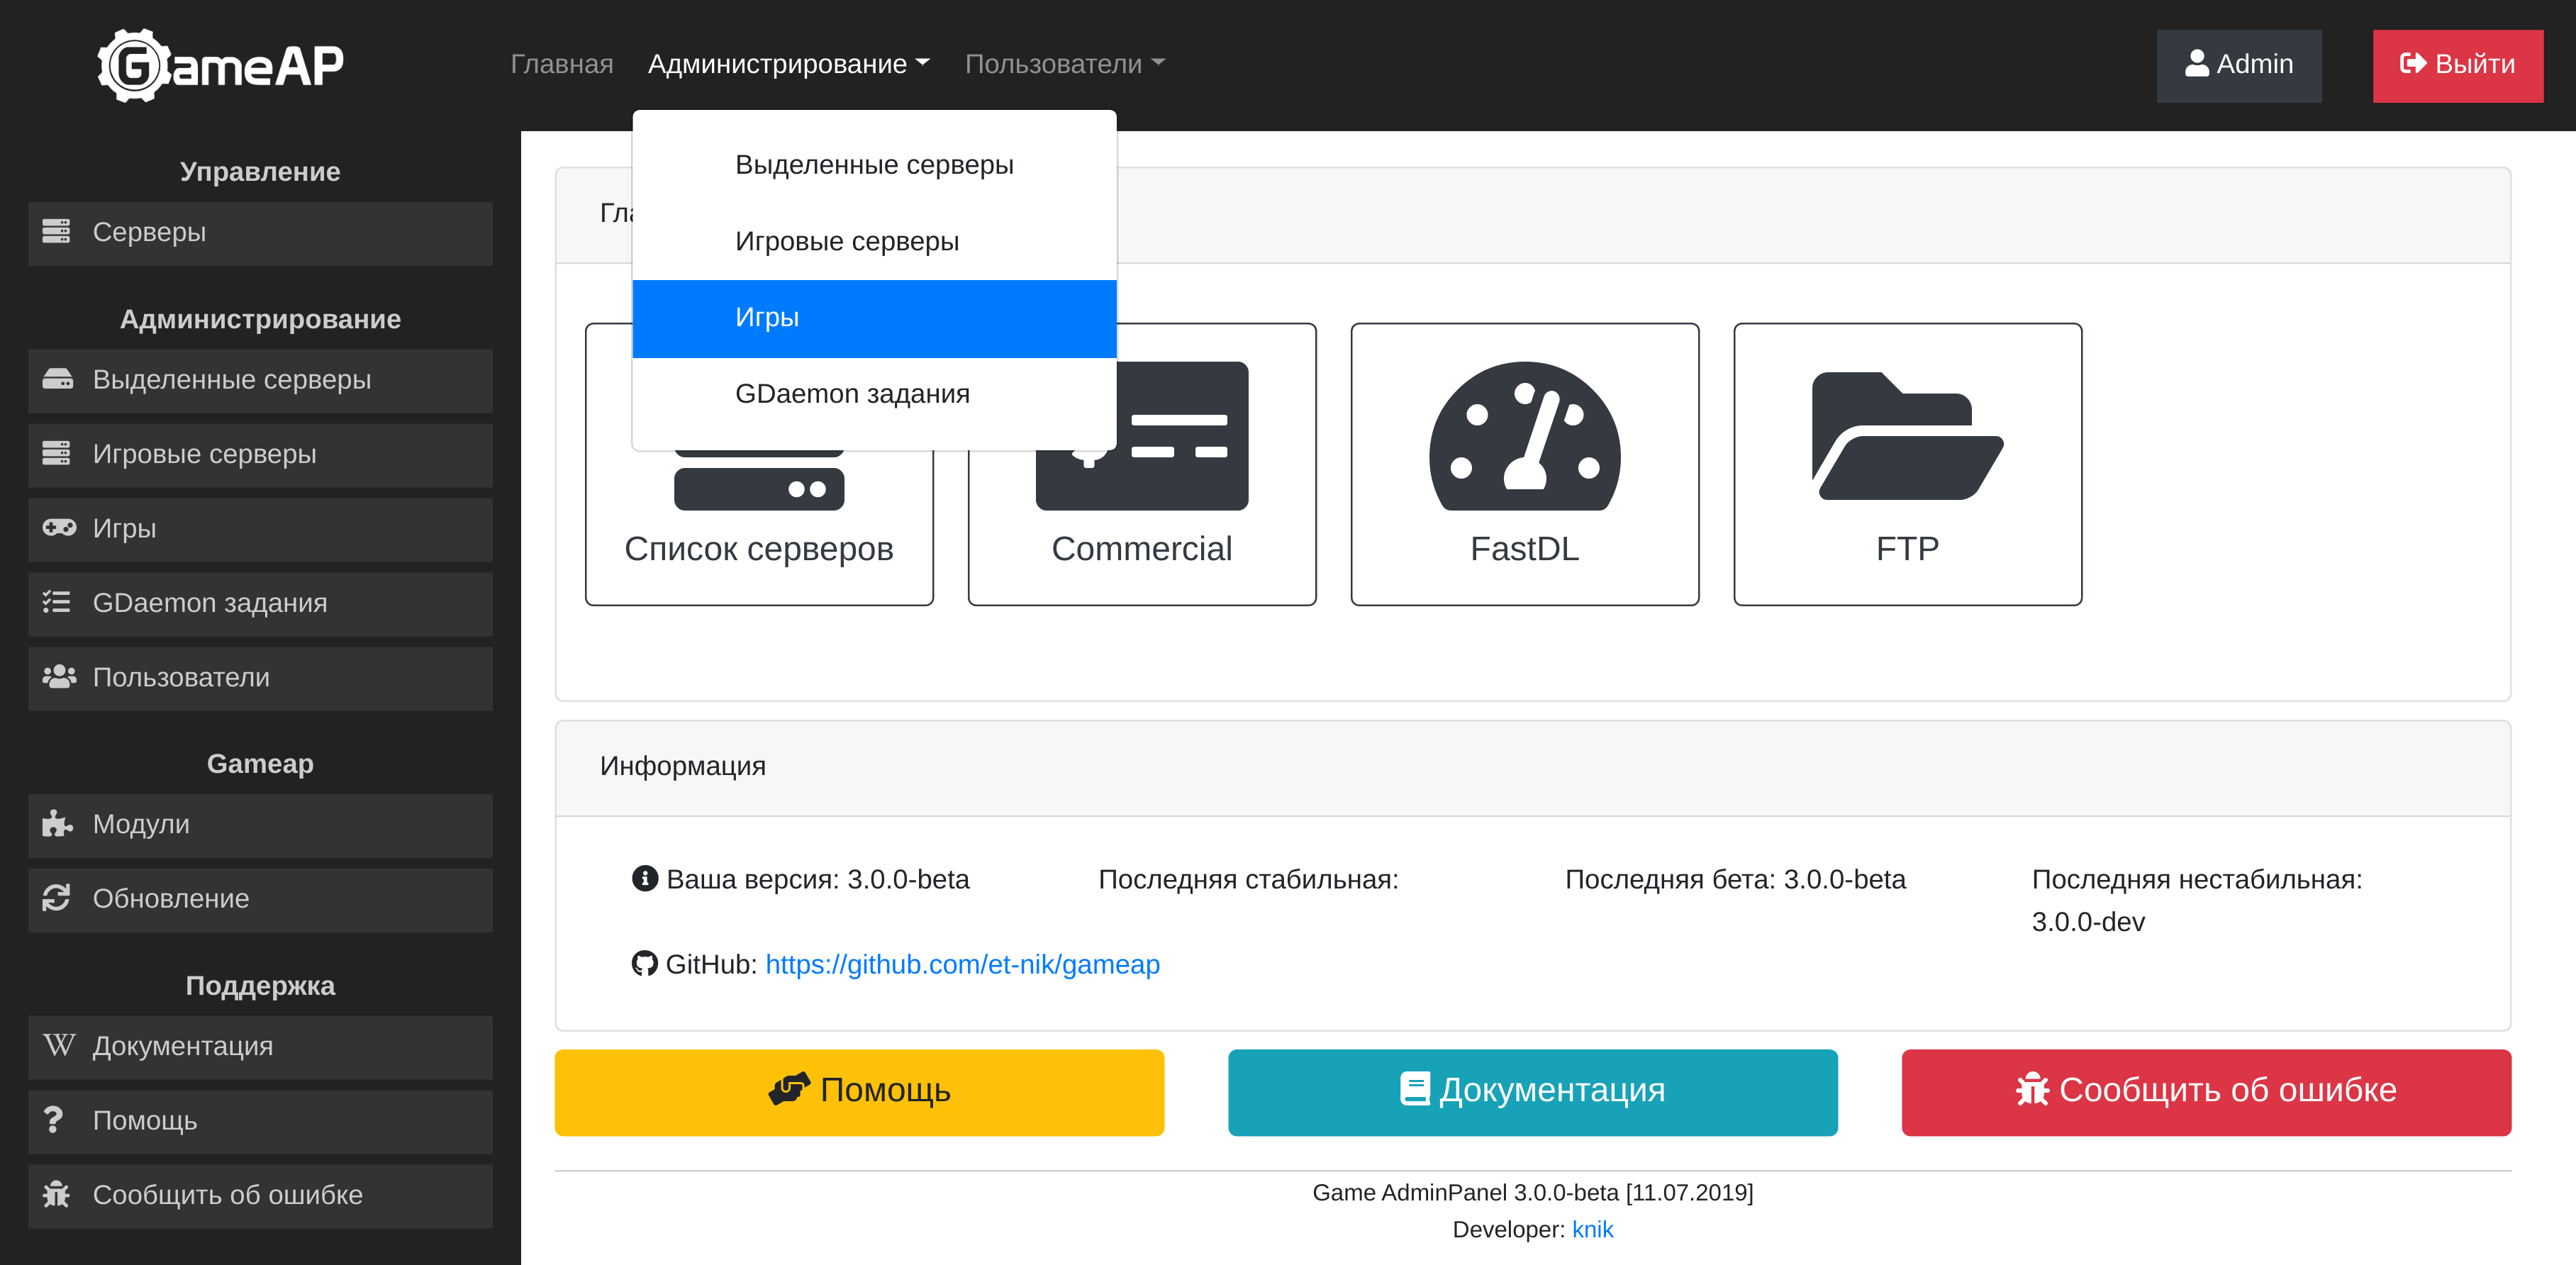 GameAP
Главная
Администрирование
Пользователи
Admin
Выйти
Управление
Серверы
Администрирование
Выделенные серверы
Игровые серверы
Игры
GDaemon задания
Пользователи
Gameap
Модули
Обновление
Поддержка
Документация
Помощь
Сообщить об ошибке
Выделенные серверы
Игровые серверы
Игры
GDaemon задания
Список серверов
Commercial
FastDL
FTP
Информация
Ваша версия: 3.0.0-beta
Последняя стабильная:
Последняя бета: 3.0.0-beta
Последняя нестабильная:
3.0.0-dev
GitHub: https://github.com/et-nik/gameap
Помощь
Документация
Сообщить об ошибке
Game AdminPanel 3.0.0-beta [11.07.2019]
Developer: knik